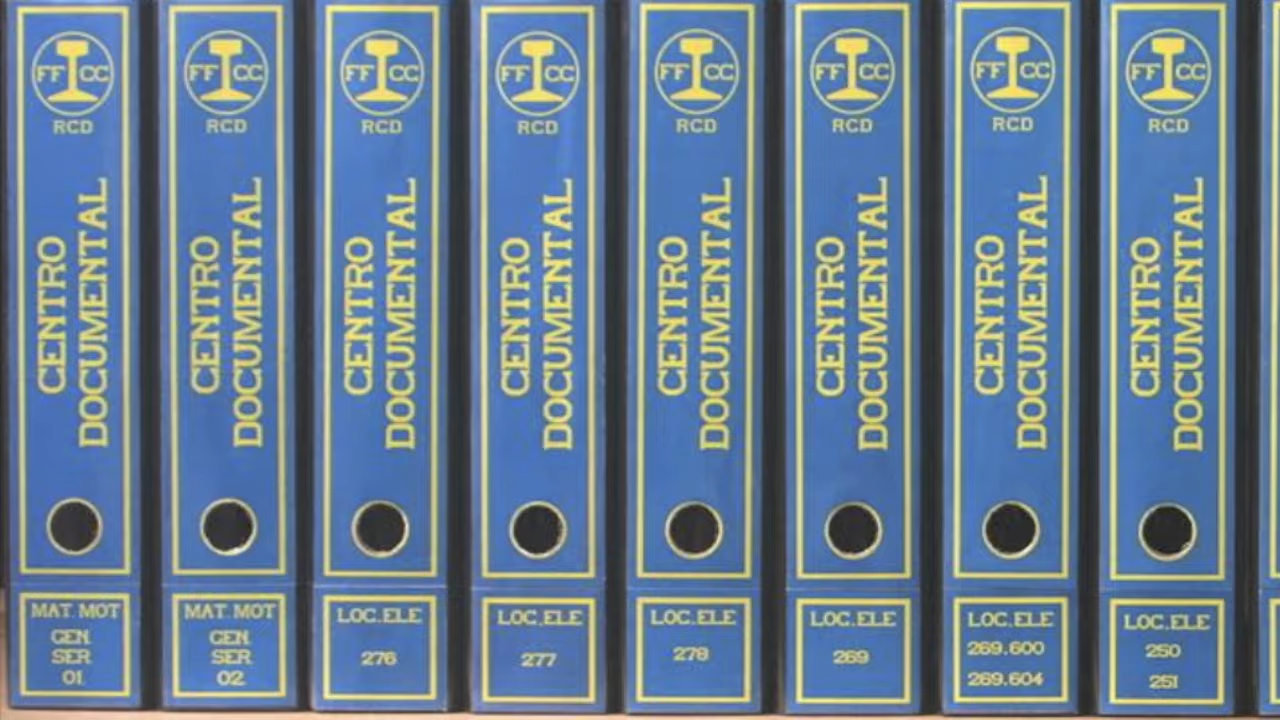 FF CC
RCD
CENTRO
DOCUMENTAL
MAT. MOT
GEN.
SER
01.
FF CC
RCD
CENTRO
DOCUMENTAL
MAT. MOT
GEN.
SER
02.
FF CC
RCD
CENTRO
DOCUMENTAL
LOC.ELE
276
FF CC
RCD
CENTRO
DOCUMENTAL
LOC.ELE
277
FF CC
RCD
CENTRO
DOCUMENTAL
LOC.ELE
278
FF CC
RCD
CENTRO
DOCUMENTAL
LOC.ELE
269
FF CC
RCD
CENTRO
DOCUMENTAL
LOC.ELE
269.600
269.604
FF CC
RCD
CENTRO
DOCUMENTAL
LOC.ELE
250
251